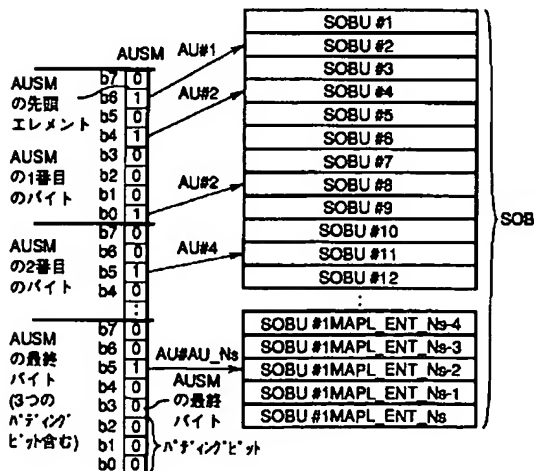 AUSM
AUSM
の先頭
エレメント
AUSM
の1番目
のバイト
AUSM
の2番目
のバイト
AUSM
の最終
バイト
(3つの
パディング
ビット含む)
b7 0
b6 1
b5 0
b4 1
b3 0
b2 0
b1 0
b0 1
b7 0
b6 0
b5 1
b4 0
⋮
b7 0
b6 0
b5 1
b4 0
b3 0
b2 0
b1 0
b0 0
AU#1
AU#2
AU#2
AU#4
AU#AU_Ns
AUSM
の最終
バイト
パディングビット
SOBU #1
SOBU #2
SOBU #3
SOBU #4
SOBU #5
SOBU #6
SOBU #7
SOBU #8
SOBU #9
SOBU #10
SOBU #11
SOBU #12
⋮
SOBU #1MAPL_ENT_Ns-4
SOBU #1MAPL_ENT_Ns-3
SOBU #1MAPL_ENT_Ns-2
SOBU #1MAPL_ENT_Ns-1
SOBU #1MAPL_ENT_Ns
SOB